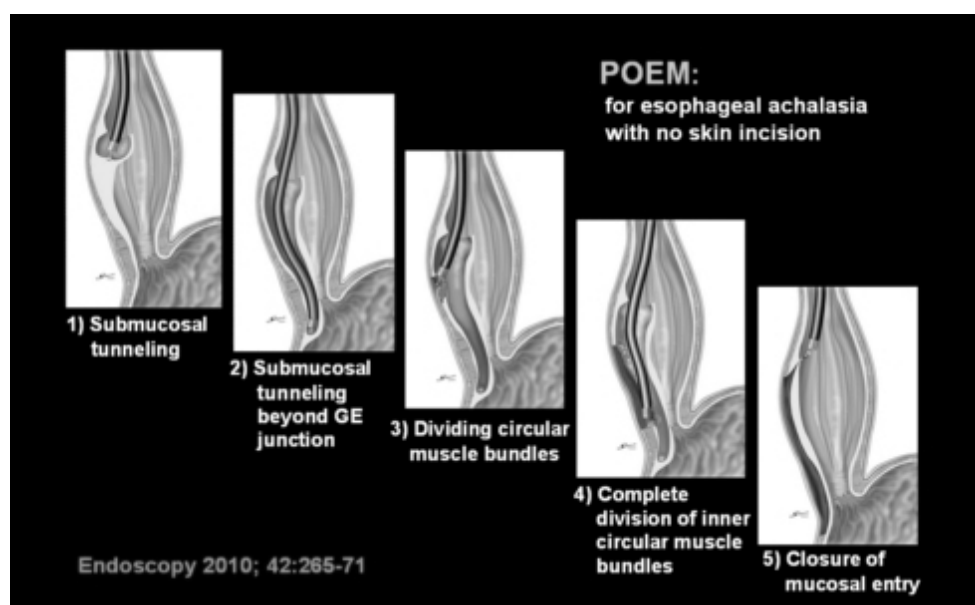 POEM:
for esophageal achalasia
with no skin incision
1) Submucosal
tunneling
2) Submucosal
tunneling
beyond GE
junction
3) Dividing circular
muscle bundles
4) Complete
division of inner
circular muscle
bundles
5) Closure of
mucosal entry
Endoscopy 2010; 42:265-71